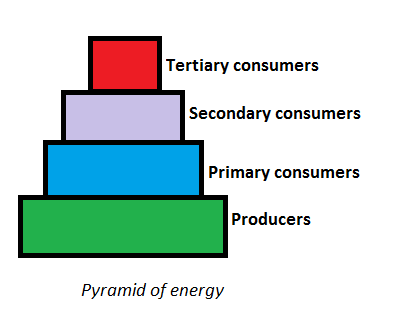 Tertiary consumers
Secondary consumers
Primary consumers
Producers
Pyramid of energy